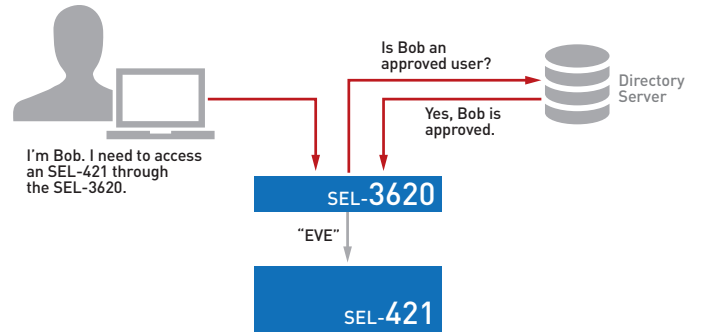 Is Bob an
approved user?
Directory
Server
Yes, Bob is
approved.
I’m Bob. I need to access
an SEL-421 through
the SEL-3620.
SEL-3620
“EVE”
SEL-421